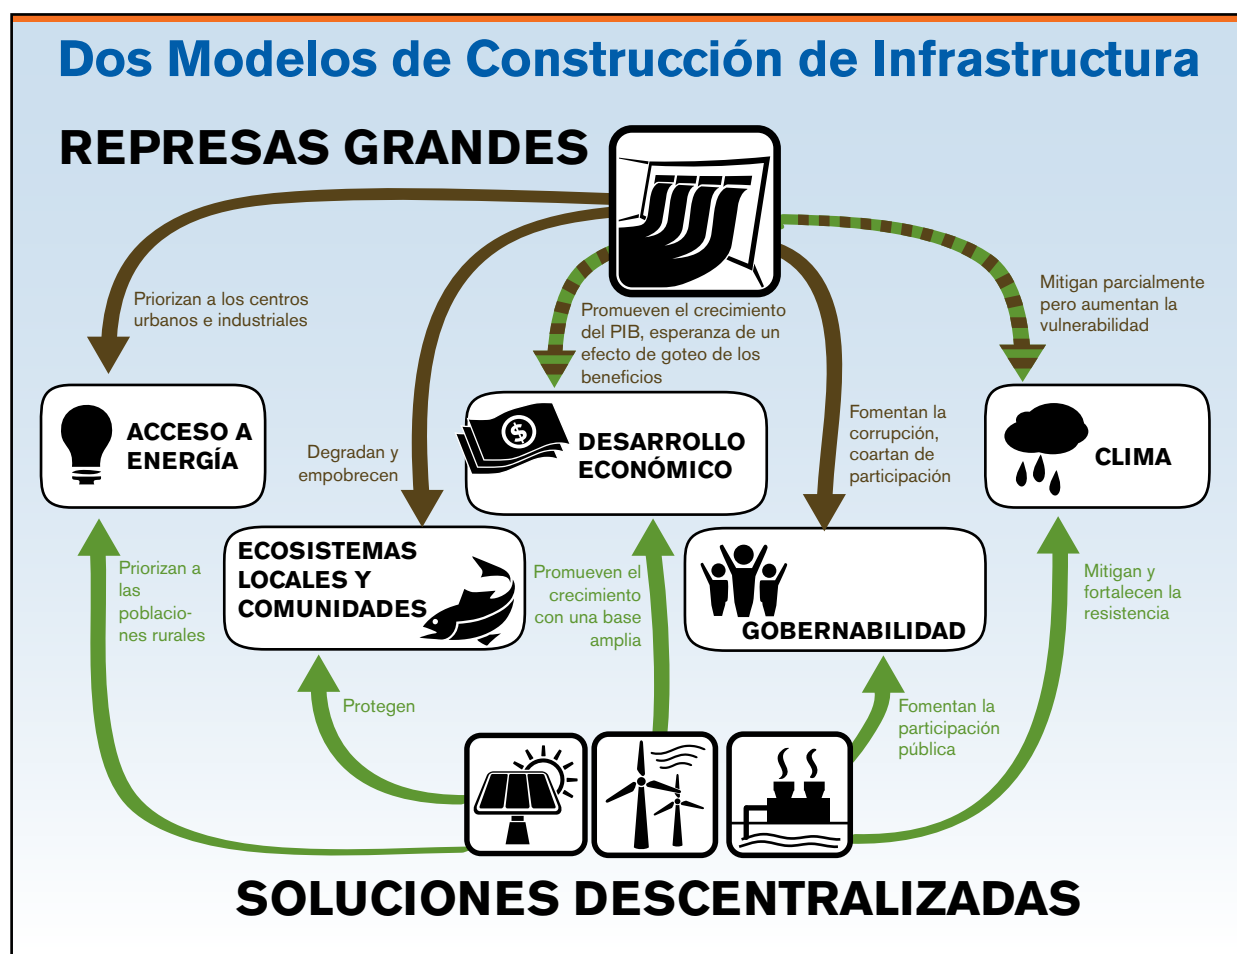 Dos Modelos de Construcción de Infrastructura
REPRESAS GRANDES
Priorizan a los centros
urbanos e industriales
Promueven el crecimiento
del PIB, esperanza de un
efecto de goteo de los
beneficios
Mitigan parcialmente
pero aumentan la
vulnerabilidad
Degradan y
empobrecen
Fomentan la
corrupción,
coartan de
participación
ACCESO A
ENERGÍA
$
DESARROLLO
ECONÓMICO
CLIMA
ECOSISTEMAS
LOCALES Y
COMUNIDADES
GOBERNABILIDAD
Priorizan a
las
poblacio-
nes rurales
Protegen
Promueven el
crecimiento
con una base
amplia
Fomentan la
participación
pública
Mitigan y
fortalecen la
resistencia
SOLUCIONES DESCENTRALIZADAS